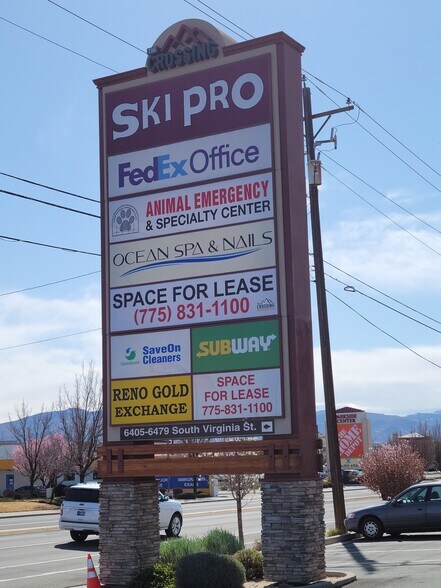 THE
CROSSING
SKI PRO
FedEx Office
ANIMAL EMERGENCY
& SPECIALTY CENTER
OCEAN SPA & NAILS
SPACE FOR LEASE
(775) 831-1100
SaveOn
Cleaners
SUBWAY
RENO GOLD
EXCHANGE
SPACE
FOR LEASE
775-831-1100
6405-6479 South Virginia St.